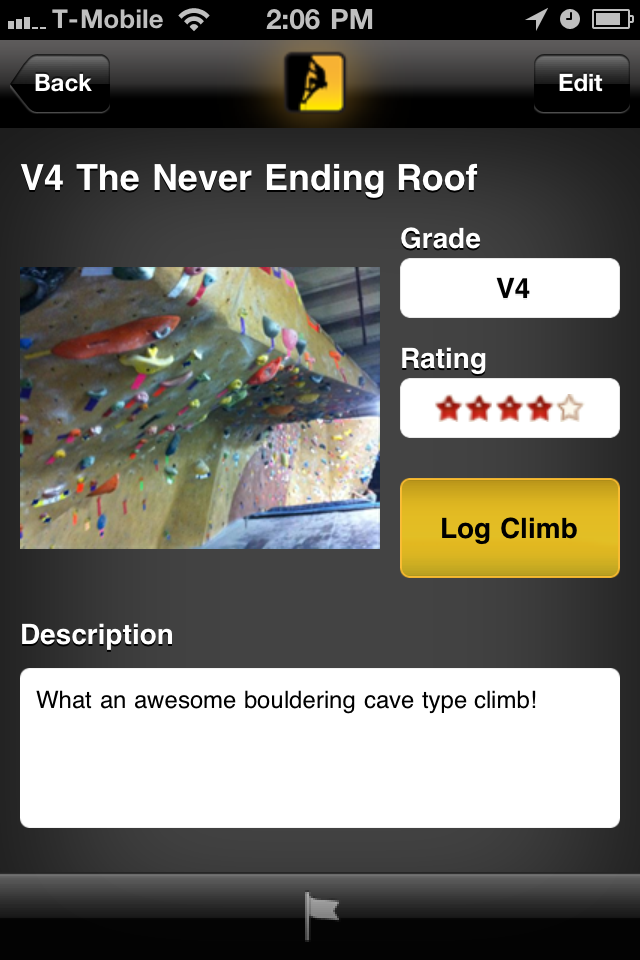 T-Mobile 2:06 PM
Back Edit
V4 The Never Ending Roof
Grade
V4
Rating
Log Climb
Description
What an awesome bouldering cave type climb!